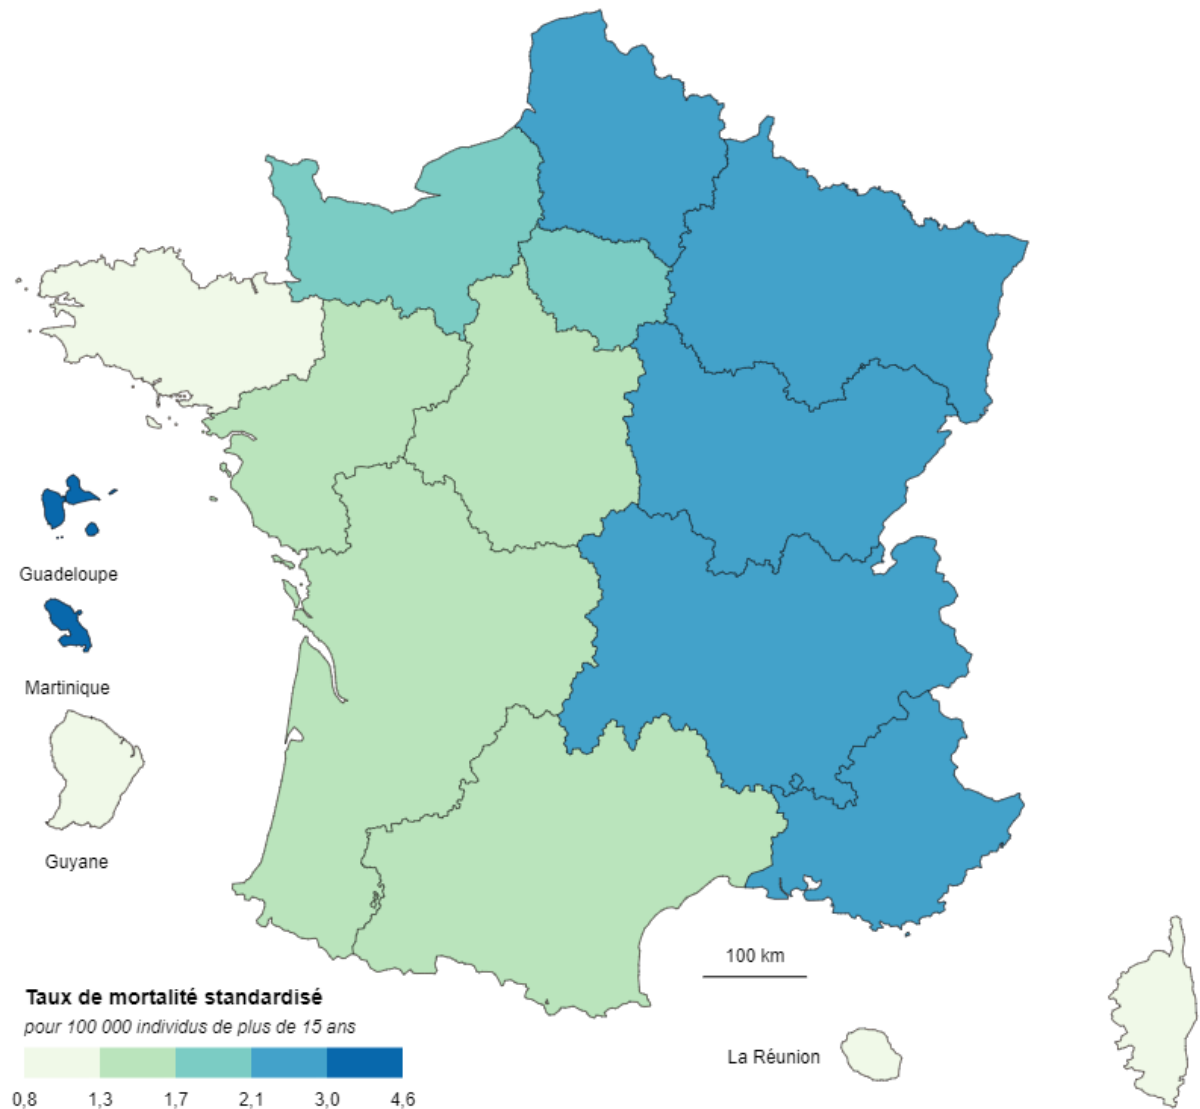 Guadeloupe
Martinique
Guyane
100 km
Taux de mortalité standardisé
pour 100 000 individus de plus de 15 ans
La Réunion
0,8 1,3 1,7 2,1 3,0 4,6